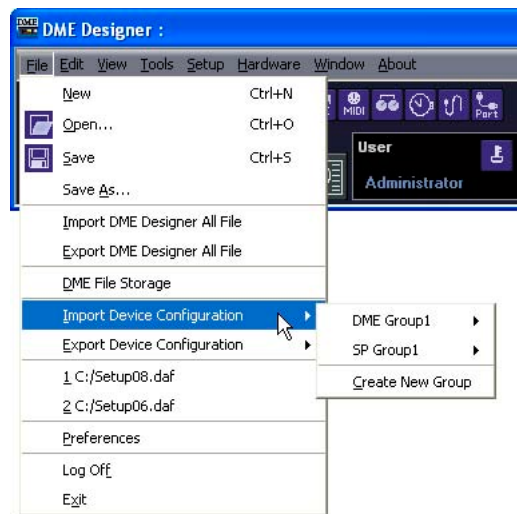 DME DME Designer :
File Edit View Tools Setup Hardware Window About
New Ctrl+N
Open... Ctrl+O
Save Ctrl+S
Save As...
Import DME Designer All File
Export DME Designer All File
DME File Storage
Import Device Configuration
Export Device Configuration
1 C:/Setup08.daf
2 C:/Setup06.daf
Preferences
Log Off
Exit
MIDI Port
User
Administrator
DME Group1
SP Group1
Create New Group